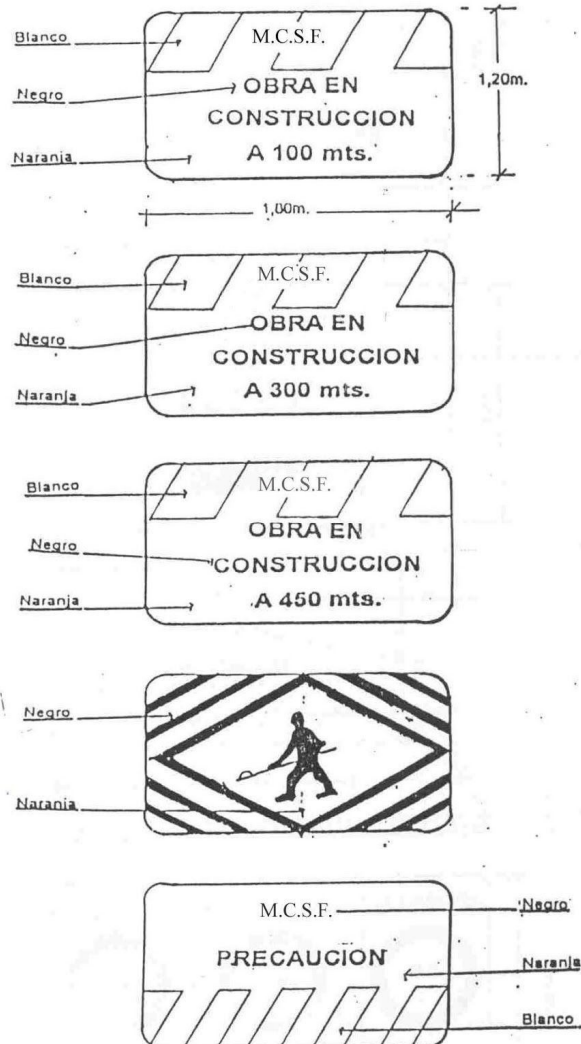 Blanco
M.C.S.F.
Negro
OBRA EN
CONSTRUCCION
Naranja
A 100 mts.
1,20m.
1,80m.
Blanco
M.C.S.F.
Negro
OBRA EN
CONSTRUCCION
Naranja
A 300 mts.
Blanco
M.C.S.F.
OBRA EN
Negro
CONSTRUCCION
Naranja
A 450 mts.
Negro
Naranja
M.C.S.F.
Negro
PRECAUCION
Naranja
Blanco